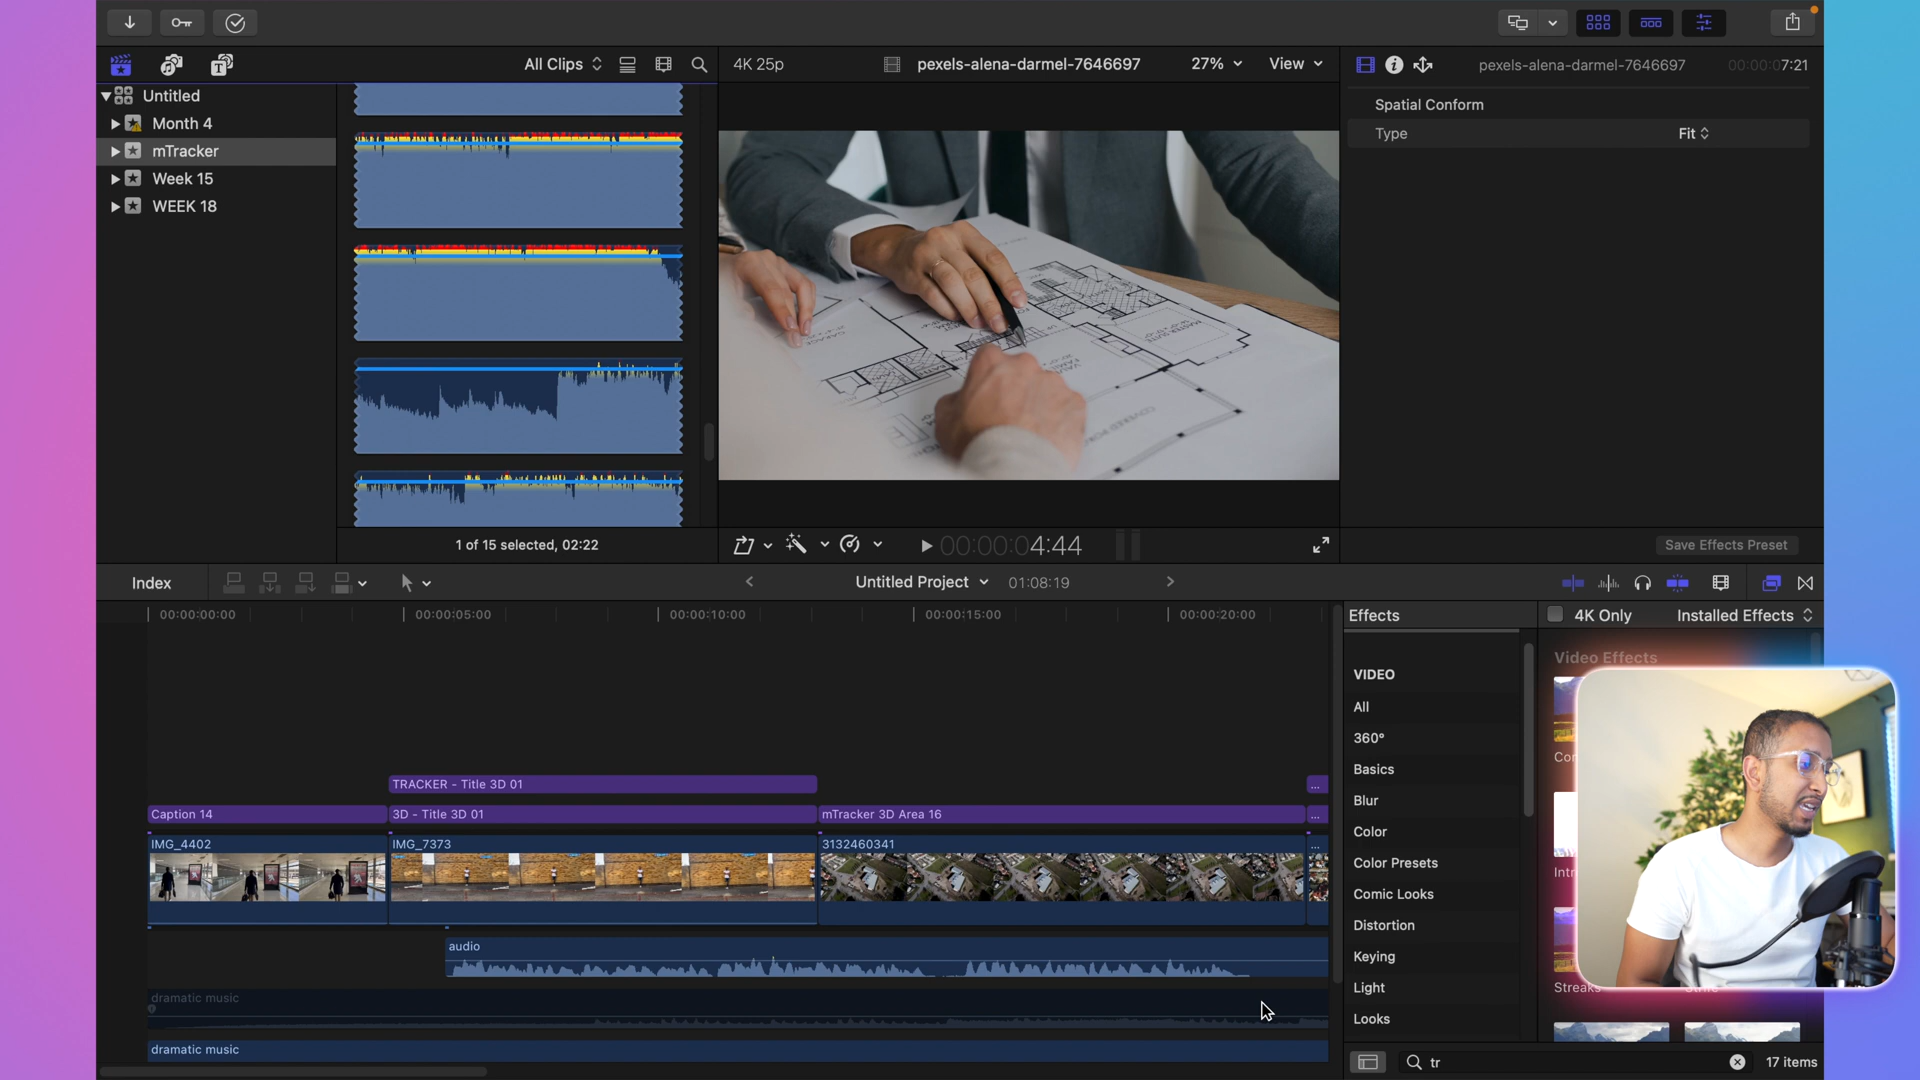 All Clips
4K 25p
pexels-alena-darmel-7646697
27%
View
pexels-alena-darmel-7646697
00:00:07:21
Untitled
Month 4
mTracker
Week 15
WEEK 18
Spatial Conform
Type
Fit
1 of 15 selected, 02:22
00:00:04:44
Save Effects Preset
Index
Untitled Project
01:08:19
00:00:00:00
00:00:05:00
00:00:10:00
00:00:15:00
00:00:20:00
TRACKER - Title 3D 01
...
Caption 14
3D - Title 3D 01
mTracker 3D Area 16
...
IMG_4402
IMG_7373
3132460341
...
audio
dramatic music
dramatic music
Effects
4K Only
Installed Effects
VIDEO
All
360°
Basics
Blur
Color
Color Presets
Comic Looks
Distortion
Keying
Light
Looks
Video Effects
Streaks
tr
17 items